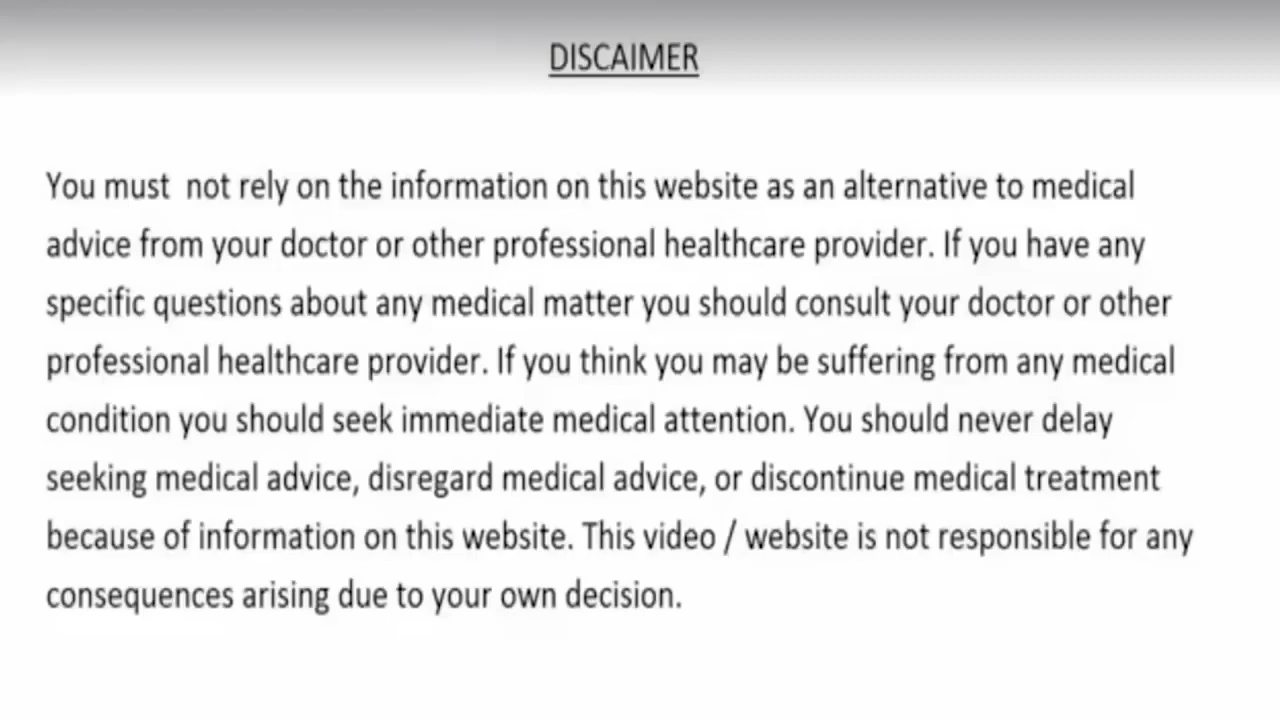 DISCAIMER
You must  not rely on the information on this website as an alternative to medical
advice from your doctor or other professional healthcare provider. If you have any
specific questions about any medical matter you should consult your doctor or other
professional healthcare provider. If you think you may be suffering from any medical
condition you should seek immediate medical attention. You should never delay
seeking medical advice, disregard medical advice, or discontinue medical treatment
because of information on this website. This video / website is not responsible for any
consequences arising due to your own decision.